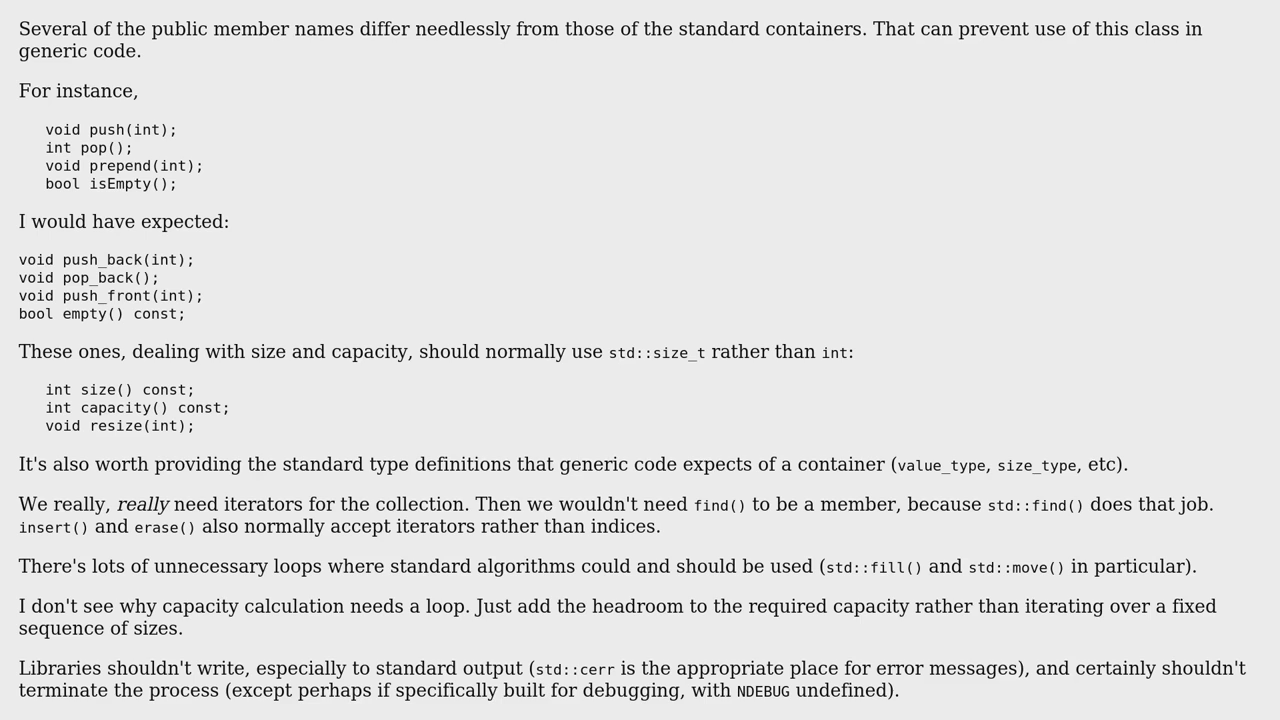 Several of the public member names differ needlessly from those of the standard containers. That can prevent use of this class in
generic code.
For instance,
void push(int);
int pop();
void prepend(int);
bool isEmpty();
I would have expected:
void push_back(int);
void pop_back();
void push_front(int);
bool empty() const;
These ones, dealing with size and capacity, should normally use std::size_t rather than int:
int size() const;
int capacity() const;
void resize(int);
It's also worth providing the standard type definitions that generic code expects of a container (value_type, size_type, etc).
We really, really need iterators for the collection. Then we wouldn't need find() to be a member, because std::find() does that job.
insert() and erase() also normally accept iterators rather than indices.
There's lots of unnecessary loops where standard algorithms could and should be used (std::fill() and std::move() in particular).
I don't see why capacity calculation needs a loop. Just add the headroom to the required capacity rather than iterating over a fixed
sequence of sizes.
Libraries shouldn't write, especially to standard output (std::cerr is the appropriate place for error messages), and certainly shouldn't
terminate the process (except perhaps if specifically built for debugging, with NDEBUG undefined).